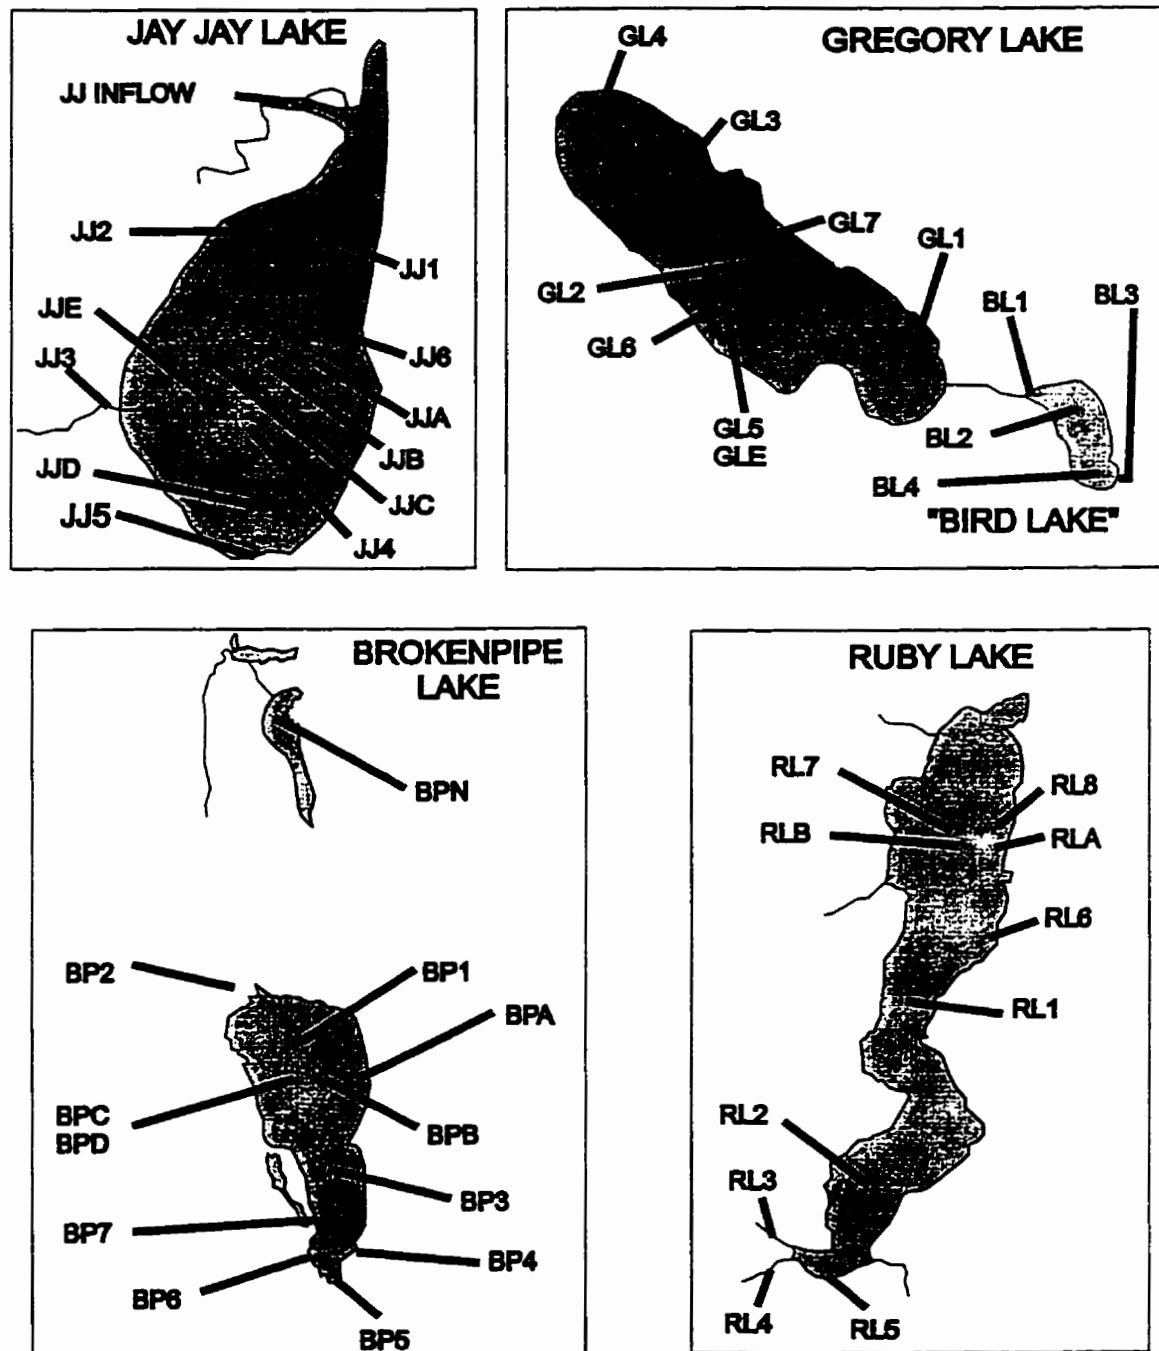 JAY JAY LAKE
JJ INFLOW
JJ2
JJ1
JJE
JJ3
JJ6
JJA
JJB
JJD
JJC
JJ5
JJ4
GREGORY LAKE
GL4
GL3
GL7
GL1
GL2
BL1
BL3
GL6
GL5
GLE
BL2
BL4
"BIRD LAKE"
BROKENPIPE
LAKE
BPN
BP2
BP1
BPA
BPC
BPD
BPB
BP3
BP7
BP4
BP6
BP5
RUBY LAKE
RL7
RL8
RLB
RLA
RL6
RL1
RL2
RL3
RL4
RL5